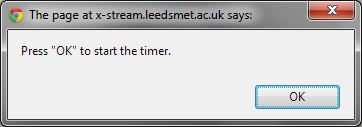 The page at x-stream.leedsmet.ac.uk says:
Press "OK" to start the timer.
OK